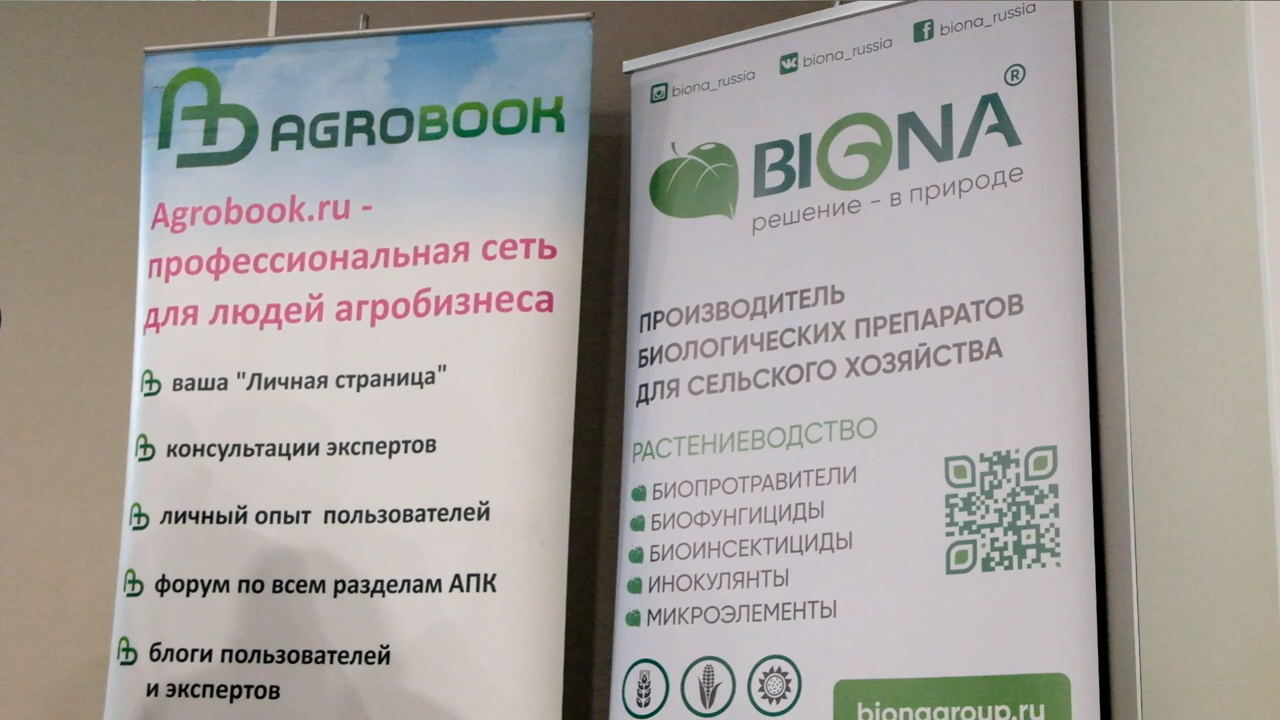 AGROBOOK
Agrobook.ru -
профессиональная сеть
для людей агробизнеса
ваша "Личная страница"
консультации экспертов
личный опыт пользователей
форум по всем разделам АПК
блоги пользователей
и экспертов
biona_russia
biona_russia
biona_russia
BIONA®
решение - в природе
ПРОИЗВОДИТЕЛЬ
БИОЛОГИЧЕСКИХ ПРЕПАРАТОВ
ДЛЯ СЕЛЬСКОГО ХОЗЯЙСТВА
РАСТЕНИЕВОДСТВО
БИОПРОТРАВИТЕЛИ
БИОФУНГИЦИДЫ
БИОИНСЕКТИЦИДЫ
ИНОКУЛЯНТЫ
МИКРОЭЛЕМЕНТЫ
bionagroup.ru